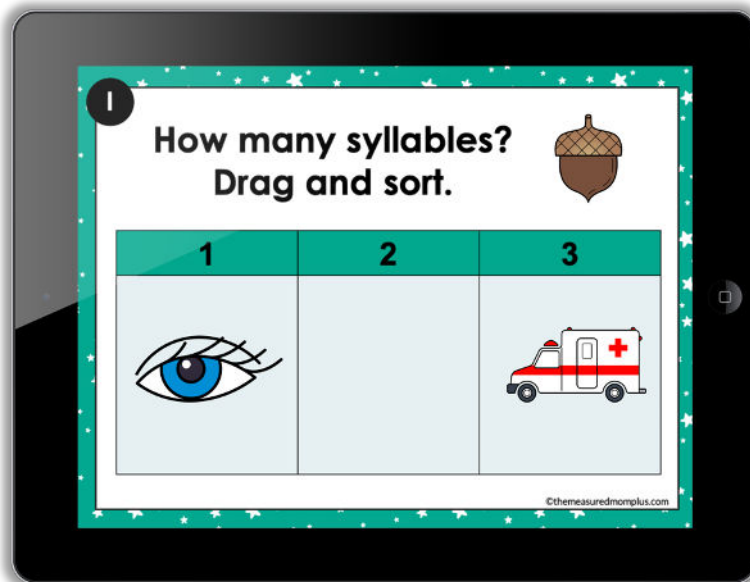 1
How many syllables?
Drag and sort.
1 2 3
©themeasuredmomplus.com